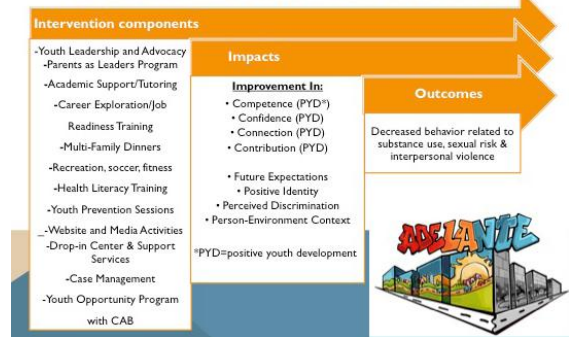 Intervention components
-Youth Leadership and Advocacy
-Parents as Leaders Program
-Academic Support/Tutoring
-Career Exploration/Job
Readiness Training
-Multi-Family Dinners
-Recreation, soccer, fitness
-Health Literacy Training
-Youth Prevention Sessions
_-Website and Media Activities
-Drop-in Center & Support
Services
-Case Management
-Youth Opportunity Program
with CAB
Impacts
Improvement In:
• Competence (PYD*)
• Confidence (PYD)
• Connection (PYD)
• Contribution (PYD)
• Future Expectations
• Positive Identity
• Perceived Discrimination
• Person-Environment Context
*PYD=positive youth development
Outcomes
Decreased behavior related to
substance use, sexual risk &
interpersonal violence
ADELANTE